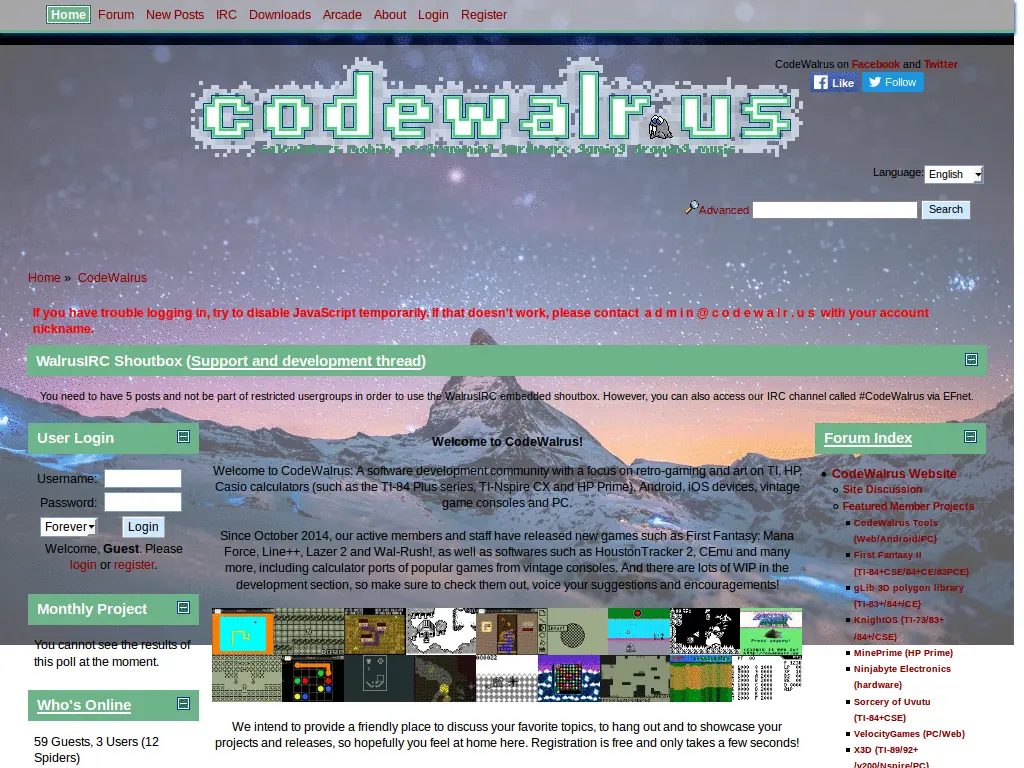 Home Forum New Posts IRC Downloads Arcade About Login Register
CodeWalrus on Facebook and Twitter
Like Follow
codewalr us
calculators mobile programming hardware gaming drawing music
Language: English
Advanced Search
Home » CodeWalrus
If you have trouble logging in, try to disable JavaScript temporarily. If that doesn't work, please contact a d m i n @ c o d e w a l r . u s with your account
nickname.
WalrusIRC Shoutbox (Support and development thread)
You need to have 5 posts and not be part of restricted usergroups in order to use the WalrusIRC embedded shoutbox. However, you can also access our IRC channel called #CodeWalrus via EFnet.
User Login
Username:
Password:
Forever Login
Welcome, Guest. Please
login or register.
Monthly Project
You cannot see the results of
this poll at the moment.
Who's Online
59 Guests, 3 Users (12
Spiders)
Welcome to CodeWalrus!
Welcome to CodeWalrus: A software development community with a focus on retro-gaming and art on TI, HP,
Casio calculators (such as the TI-84 Plus series, TI-Nspire CX and HP Prime), Android, iOS devices, vintage
game consoles and PC.
Since October 2014, our active members and staff have released new games such as First Fantasy: Mana
Force, Line++, Lazer 2 and Wal-Rush!, as well as softwares such as HoustonTracker 2, CEmu and many
more, including calculator ports of popular games from vintage consoles. And there are lots of WIP in the
development section, so make sure to check them out, voice your suggestions and encouragements!
We intend to provide a friendly place to discuss your favorite topics, to hang out and to showcase your
projects and releases, so hopefully you feel at home here. Registration is free and only takes a few seconds!
Forum Index
CodeWalrus Website
Site Discussion
Featured Member Projects
CodeWalrus Tools
(Web/Android/PC)
First Fantasy II
(TI-84+CSE/84+CE/83PCE)
gLib 3D polygon library
(TI-83+/84+/CE)
KnightOS (TI-73/83+
/84+/CSE)
MinePrime (HP Prime)
Ninjabyte Electronics
(hardware)
Sorcery of Uvutu
(TI-84+CSE)
VelocityGames (PC/Web)
X3D (TI-89/92+
/v200/Nspire/PC)